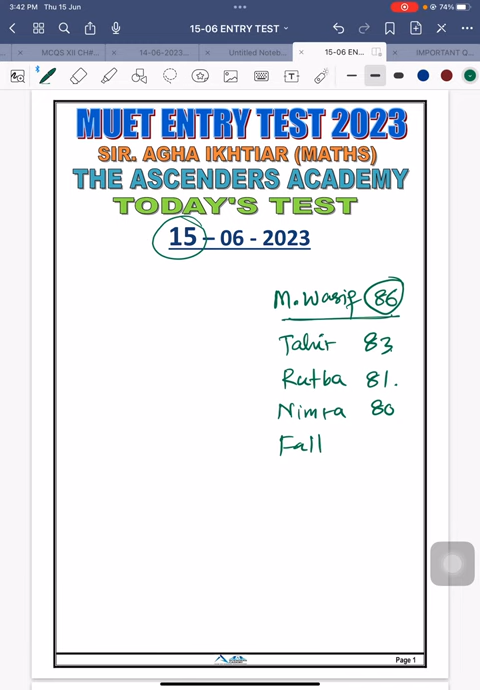 3:42 PM Thu 15 Jun
74%
15-06 ENTRY TEST
MCQS XII CH#...
14-06-2023...
Untitled Noteb...
15-06 EN...
IMPORTANT Q...
MUET ENTRY TEST 2023
SIR. AGHA IKHTIAR (MATHS)
THE ASCENDERS ACADEMY
TODAY'S TEST
15 - 06 - 2023
M. Wasif 86
Tahir 83
Rutba 81.
Nimra 80
Fall
Page 1